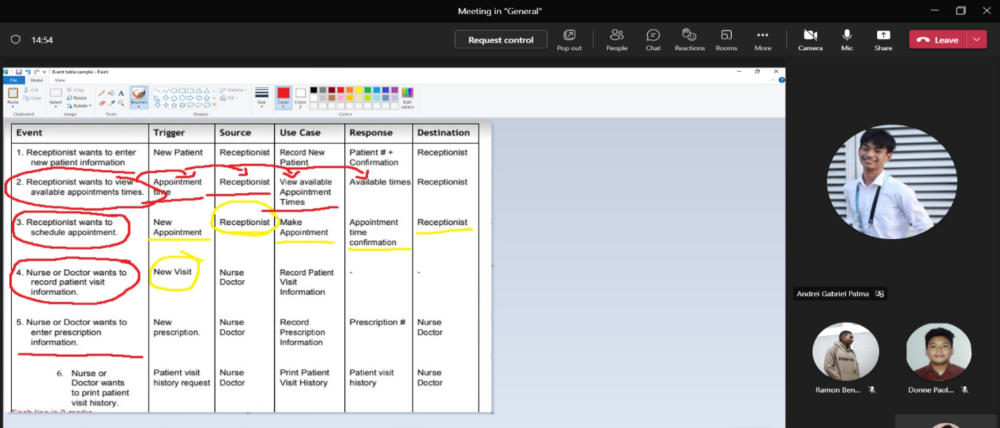 Meeting in "General"
14:54
Request control
Pop out
People
Chat
Reactions
Rooms
More
Camera
Mic
Share
Leave
Event table sample - Paint
File
Home
View
Paste
Cut
Copy
Clipboard
Select
Crop
Resize
Rotate
Image
Tools
Brushes
Shapes
Outline
Fill
Size
Color
1
Color
2
Edit
colors
Colors
Event Trigger Source Use Case Response Destination
1. Receptionist wants to enter New Patient Receptionist Record New Patient # + Receptionist
new patient information Patient Confirmation
2. Receptionist wants to view Appointment Receptionist View available Available times Receptionist
available appointments times. time Appointment
Times
3. Receptionist wants to New Receptionist Make Appointment Receptionist
schedule appointment. Appointment Appointment time
confirmation
4. Nurse or Doctor wants to New Visit Nurse Record Patient - -
record patient visit Doctor Visit
information. Information
5. Nurse or Doctor wants to New Nurse Record Prescription # Nurse
enter prescription prescription. Doctor Prescription Doctor
information. Information
6. Nurse or Patient visit Nurse Print Patient Patient visit Nurse
Doctor wants history request Doctor Visit History history Doctor
to print patient
visit history.
Andrei Gabriel Palma
Ramon Ben...
Donne Paol...